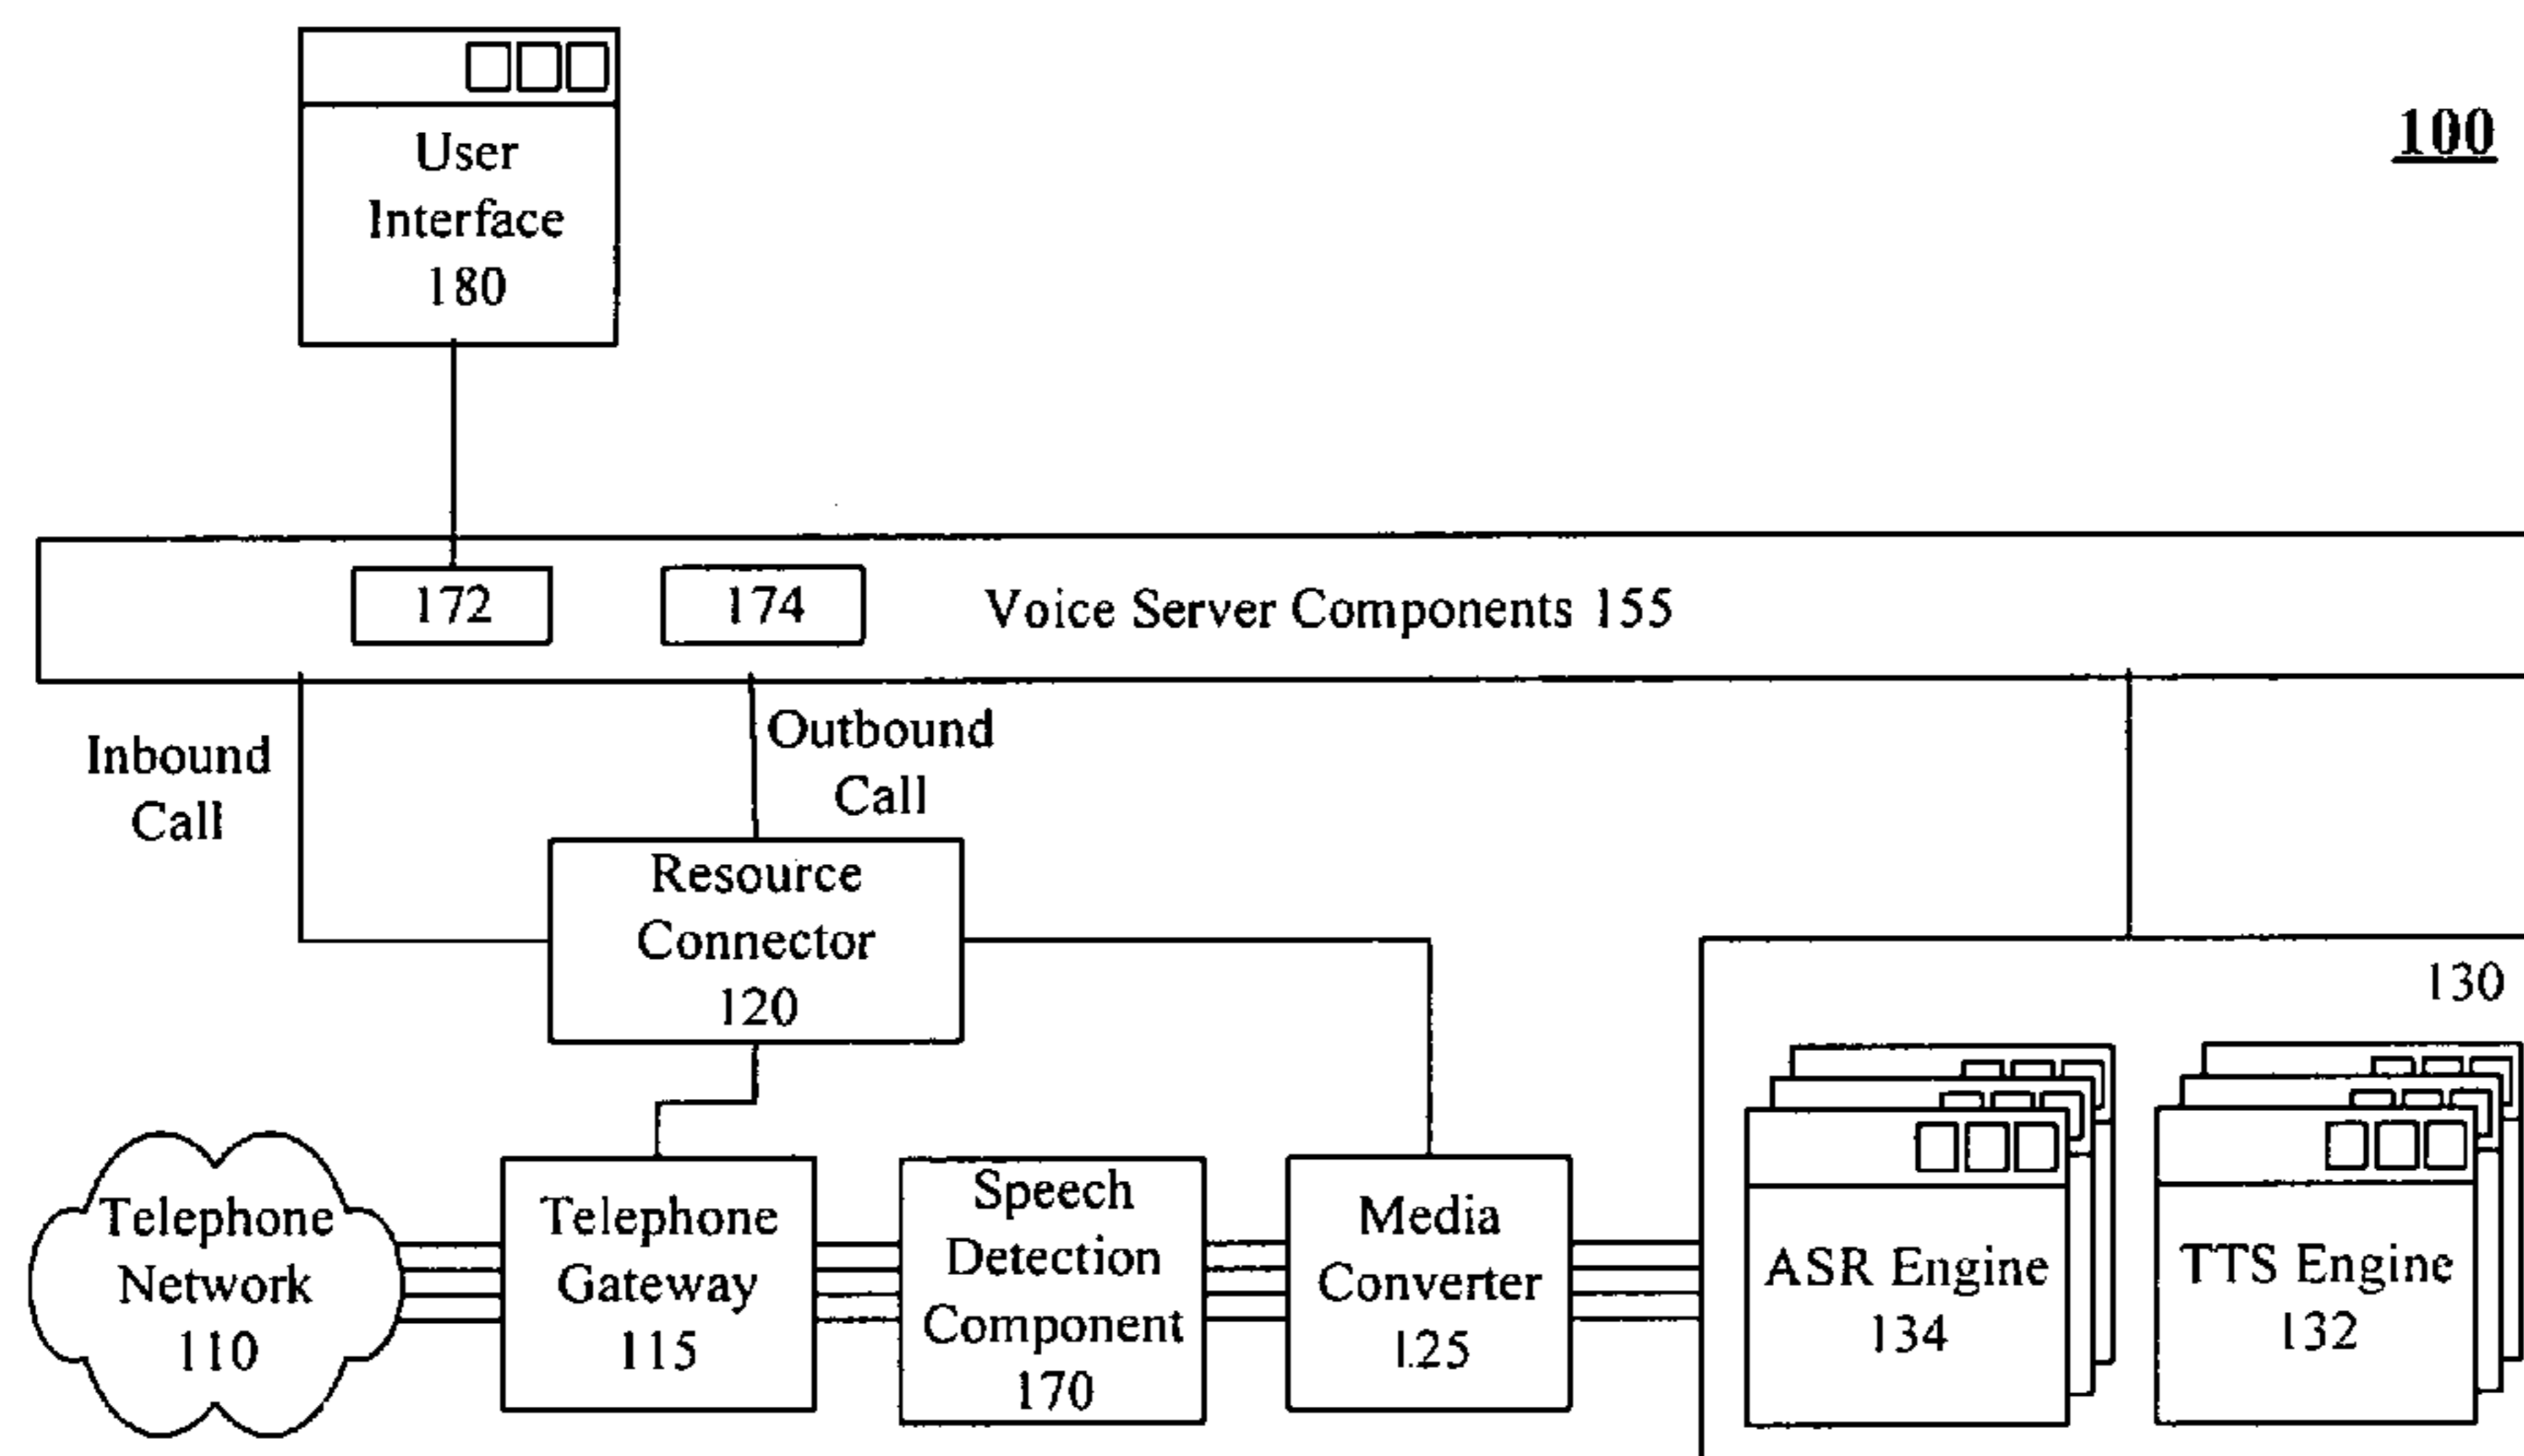 100
User
Interface
180
172
174
Voice Server Components 155
Inbound
Call
Outbound
Call
Resource
Connector
120
130
Telephone
Network
110
Telephone
Gateway
115
Speech
Detection
Component
170
Media
Converter
125
ASR Engine
134
TTS Engine
132